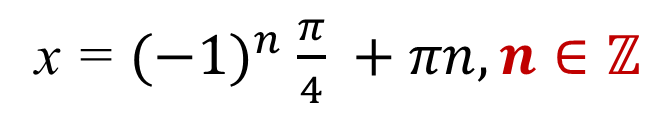 x = (−1)ⁿ π/4 + πn, n ∈ ℤ